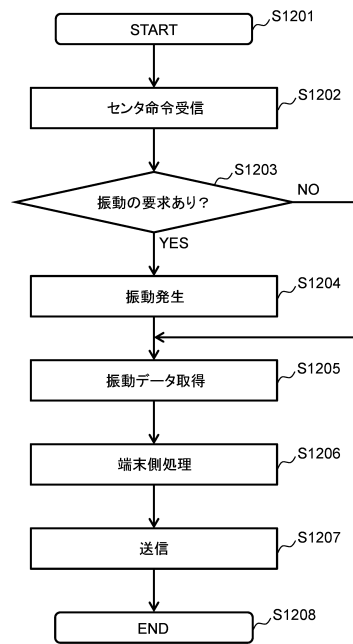 START
S1201
センタ命令受信
S1202
振動の要求あり？
S1203
NO
YES
振動発生
S1204
振動データ取得
S1205
端末側処理
S1206
送信
S1207
END
S1208